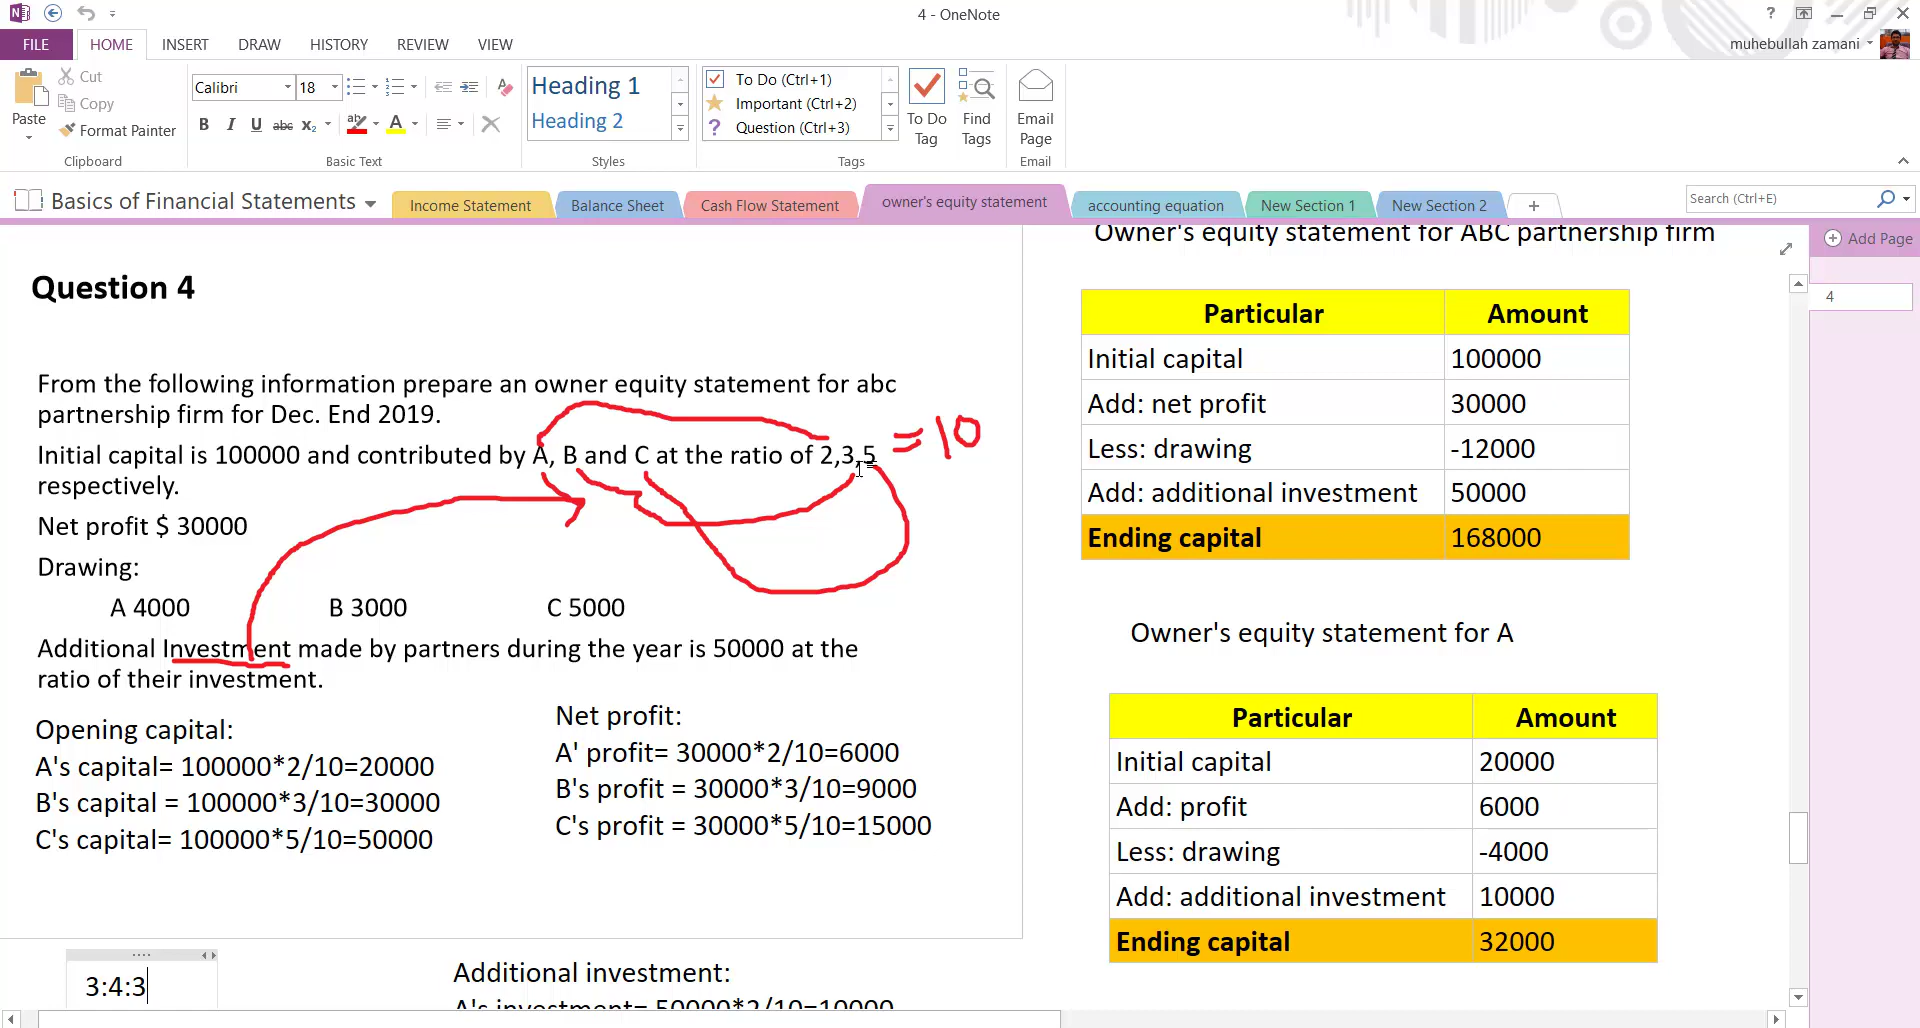 4 - OneNote
?
FILE HOME INSERT DRAW HISTORY REVIEW VIEW
muhebullah zamani
Paste
Cut
Copy
Format Painter
Clipboard
Calibri 18
B I U abc x₂ ab A
Basic Text
Heading 1
Heading 2
Styles
To Do (Ctrl+1)
Important (Ctrl+2)
? Question (Ctrl+3)
To Do Tag
Find Tags
Tags
Email Page
Email
Basics of Financial Statements
Income Statement
Balance Sheet
Cash Flow Statement
owner's equity statement
accounting equation
New Section 1
New Section 2
+
Search (Ctrl+E)
Add Page
4
Question 4
From the following information prepare an owner equity statement for abc
partnership firm for Dec. End 2019.
Initial capital is 100000 and contributed by A, B and C at the ratio of 2,3,5 = 10
respectively.
Net profit $ 30000
Drawing:
A 4000 B 3000 C 5000
Additional Investment made by partners during the year is 50000 at the
ratio of their investment.
Opening capital:
A's capital= 100000*2/10=20000
B's capital = 100000*3/10=30000
C's capital= 100000*5/10=50000
Net profit:
A' profit= 30000*2/10=6000
B's profit = 30000*3/10=9000
C's profit = 30000*5/10=15000
3:4:3
Additional investment:
A's investment= 50000*2/10=10000
Owner's equity statement for ABC partnership firm
Particular Amount
Initial capital 100000
Add: net profit 30000
Less: drawing -12000
Add: additional investment 50000
Ending capital 168000
Owner's equity statement for A
Particular Amount
Initial capital 20000
Add: profit 6000
Less: drawing -4000
Add: additional investment 10000
Ending capital 32000